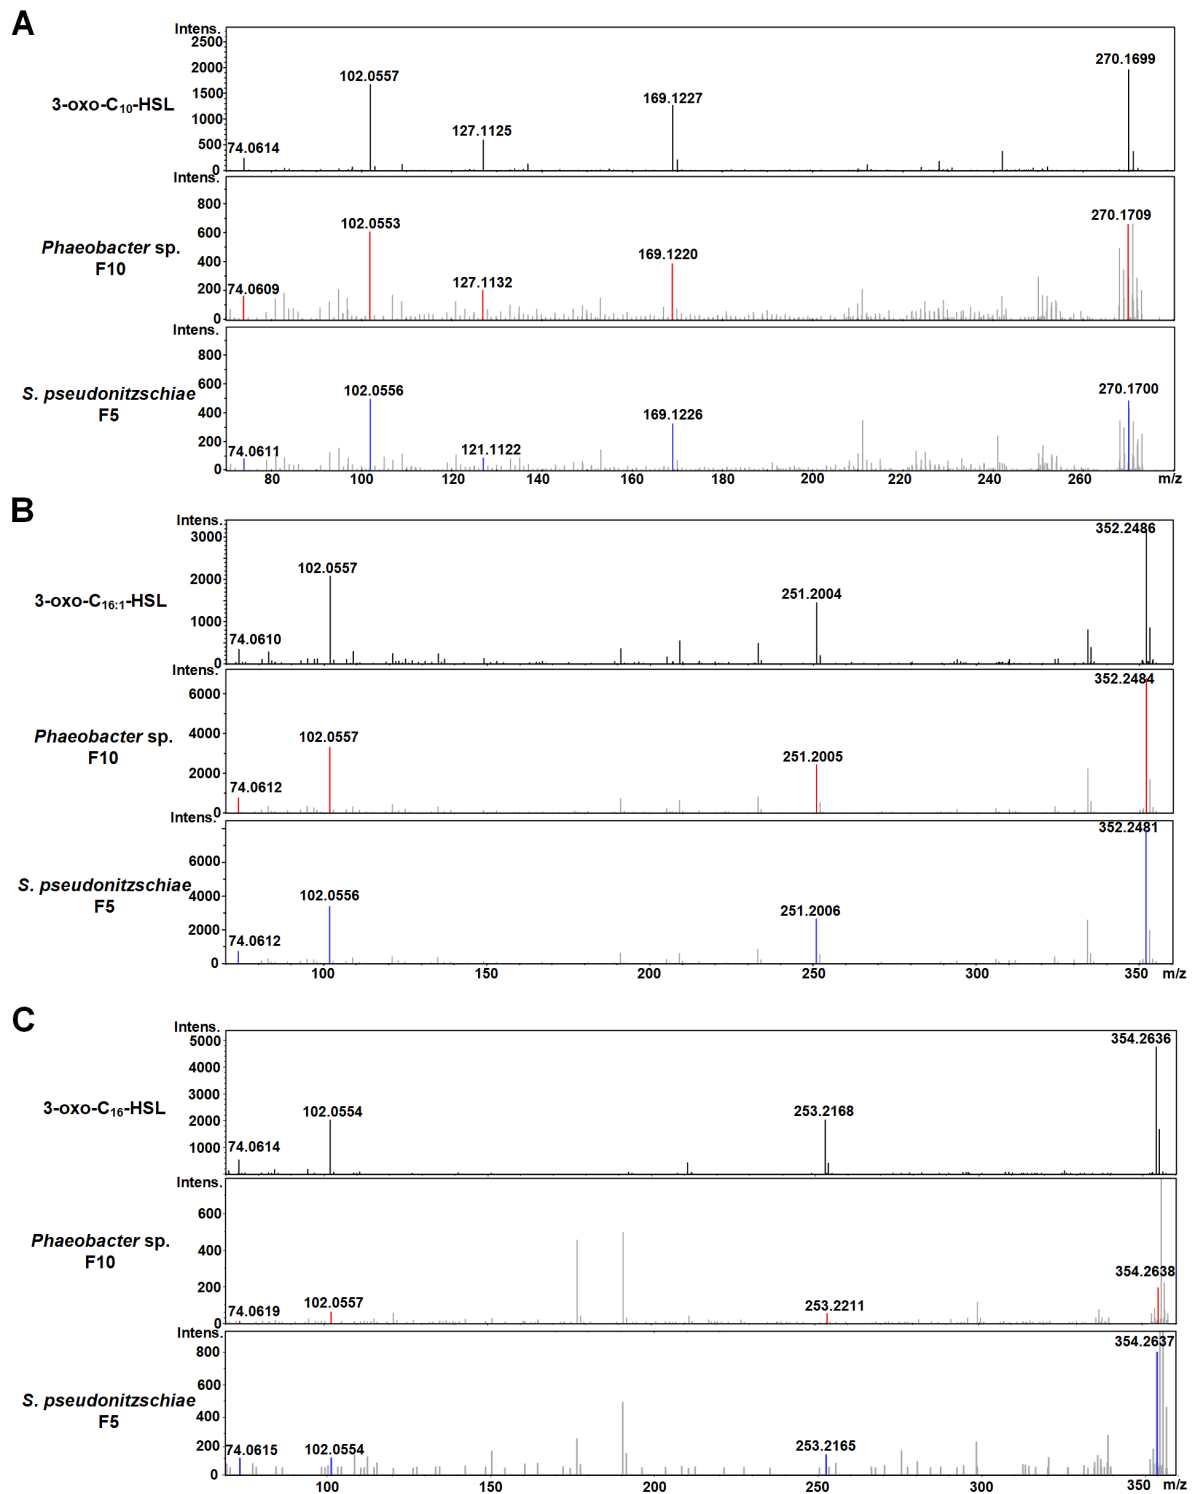 A
Intens.
2500
2000
1500
1000
500
0
3-oxo-C₁₀-HSL
74.0614
102.0557
127.1125
169.1227
270.1699
Intens.
800
600
400
200
0
Phaeobacter sp.
F10
74.0609
102.0553
127.1132
169.1220
270.1709
Intens.
800
600
400
200
0
S. pseudonitzschiae
F5
74.0611
102.0556
121.1122
169.1226
270.1700
80 100 120 140 160 180 200 220 240 260 m/z
B
Intens.
3000
2000
1000
0
3-oxo-C₁₆:₁-HSL
74.0610
102.0557
251.2004
352.2486
Intens.
6000
4000
2000
0
Phaeobacter sp.
F10
74.0612
102.0557
251.2005
352.2484
Intens.
6000
4000
2000
0
S. pseudonitzschiae
F5
74.0612
102.0556
251.2006
352.2481
100 150 200 250 300 350 m/z
C
Intens.
5000
4000
3000
2000
1000
3-oxo-C₁₆-HSL
74.0614
102.0554
253.2168
354.2636
Intens.
600
400
200
0
Phaeobacter sp.
F10
74.0619
102.0557
253.2211
354.2638
Intens.
800
600
400
200
0
S. pseudonitzschiae
F5
74.0615
102.0554
253.2165
354.2637
100 150 200 250 300 350 m/z